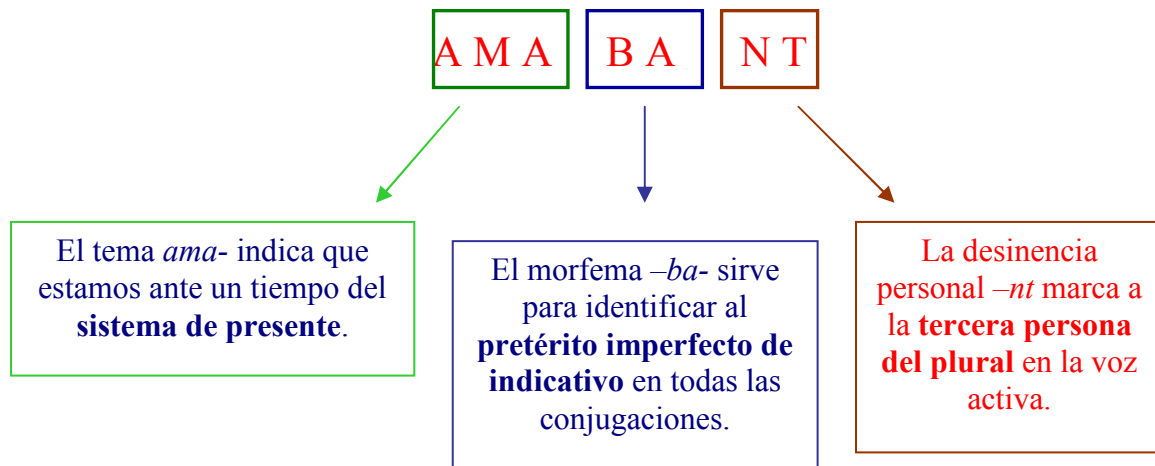 A M A B A N T
El tema ama- indica que
estamos ante un tiempo del
sistema de presente.
El morfema –ba- sirve
para identificar al
pretérito imperfecto de
indicativo en todas las
conjugaciones.
La desinencia
personal –nt marca a
la tercera persona
del plural en la voz
activa.